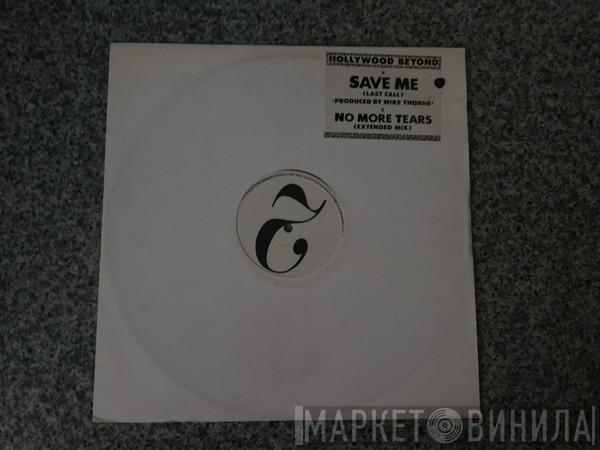 HOLLYWOOD BEYOND
a
SAVE ME
(LAST CALL)
·PRODUCED BY MIKE THORNE·
b
NO MORE TEARS
(EXTENDED MIX)
МАРКЕТ ВИНИЛА